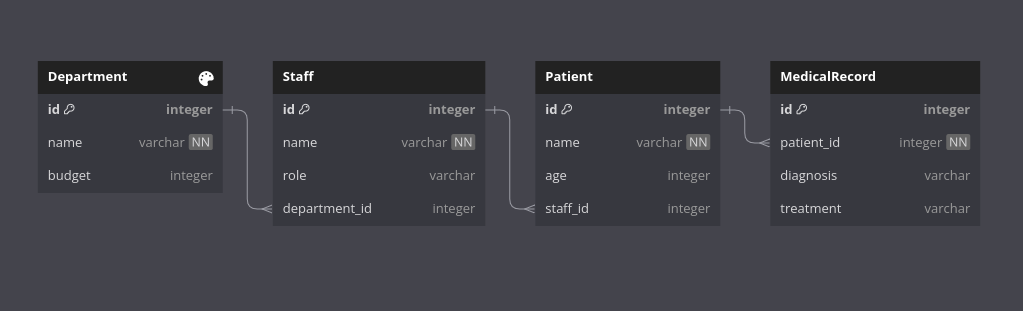 Department
id integer
name varchar NN
budget integer
Staff
id integer
name varchar NN
role varchar
department_id integer
Patient
id integer
name varchar NN
age integer
staff_id integer
MedicalRecord
id integer
patient_id integer NN
diagnosis varchar
treatment varchar